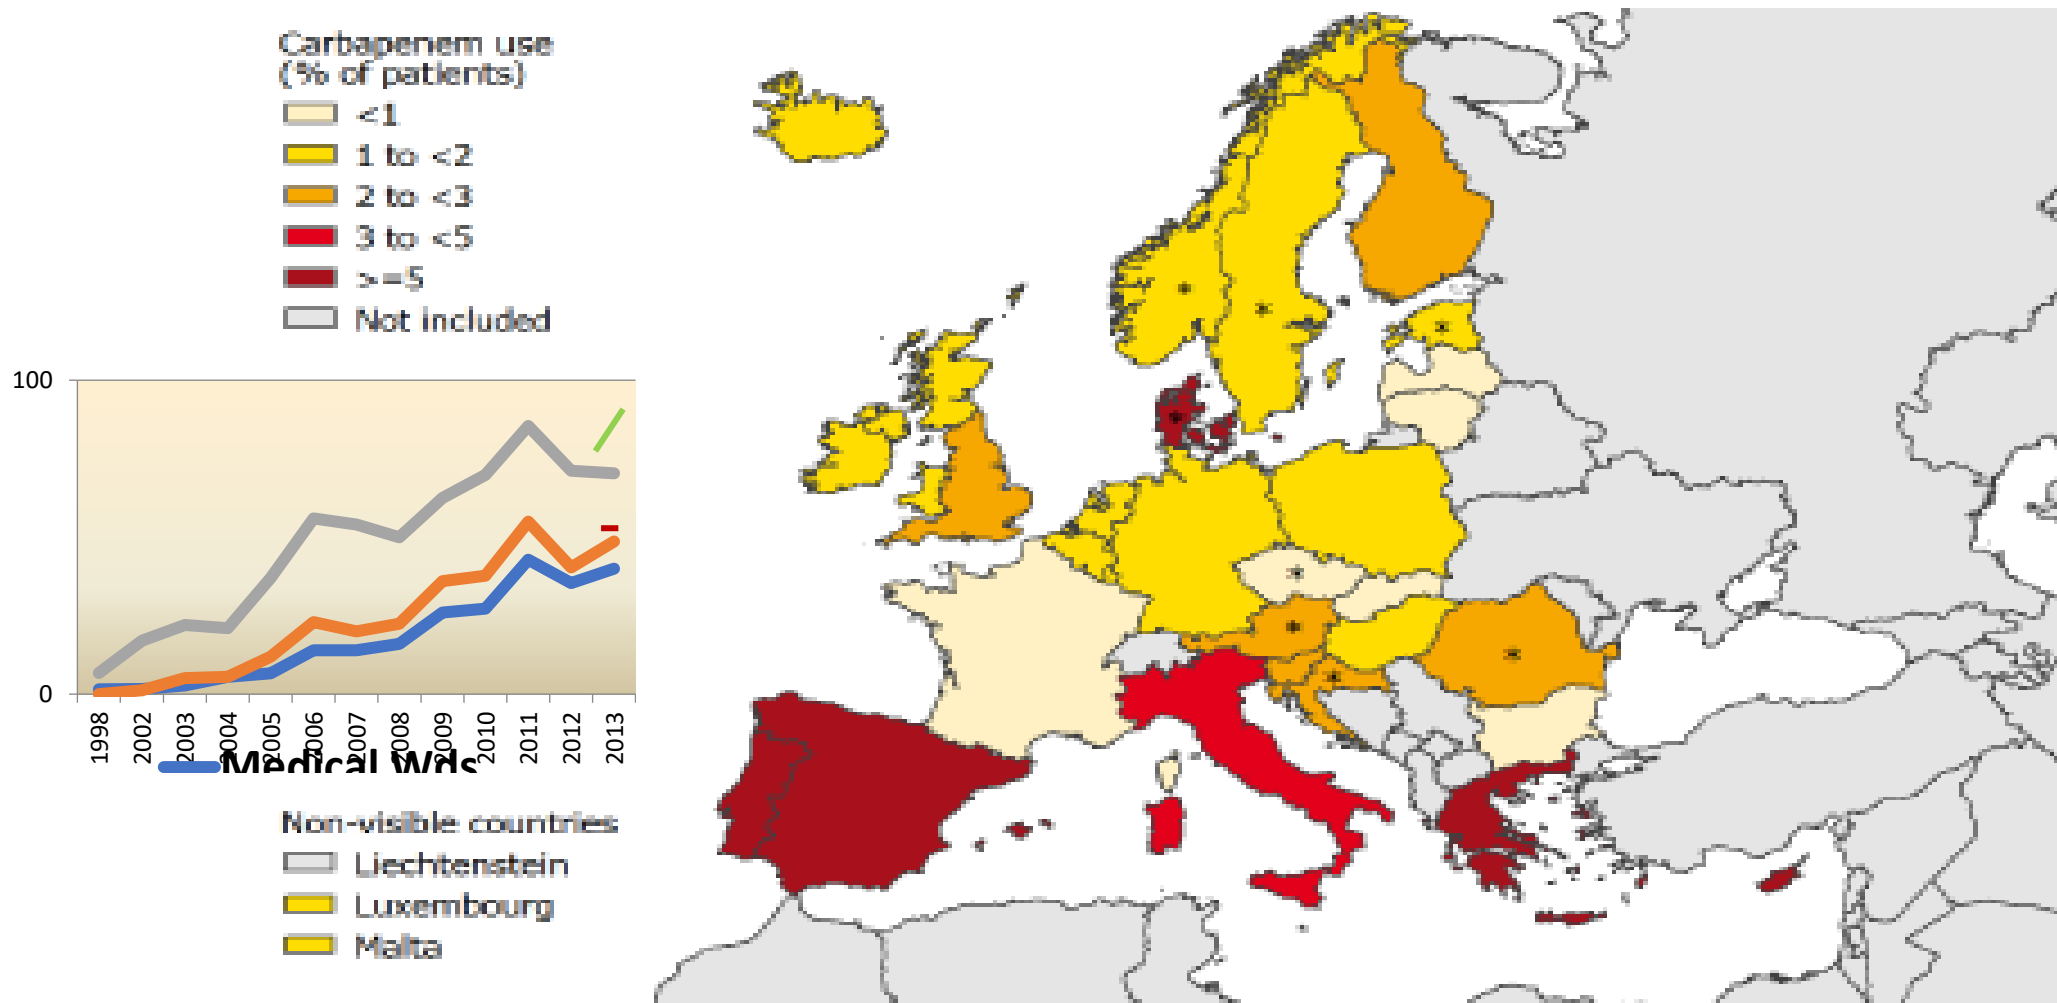 Carbapenem use
(% of patients)
<1
1 to <2
2 to <3
3 to <5
>=5
Not included
100
0
1998
2002
2003
2004
2005
2006
2007
2008
2009
2010
2011
2012
2013
Medical Wds
Non-visible countries
Liechtenstein
Luxembourg
Malta